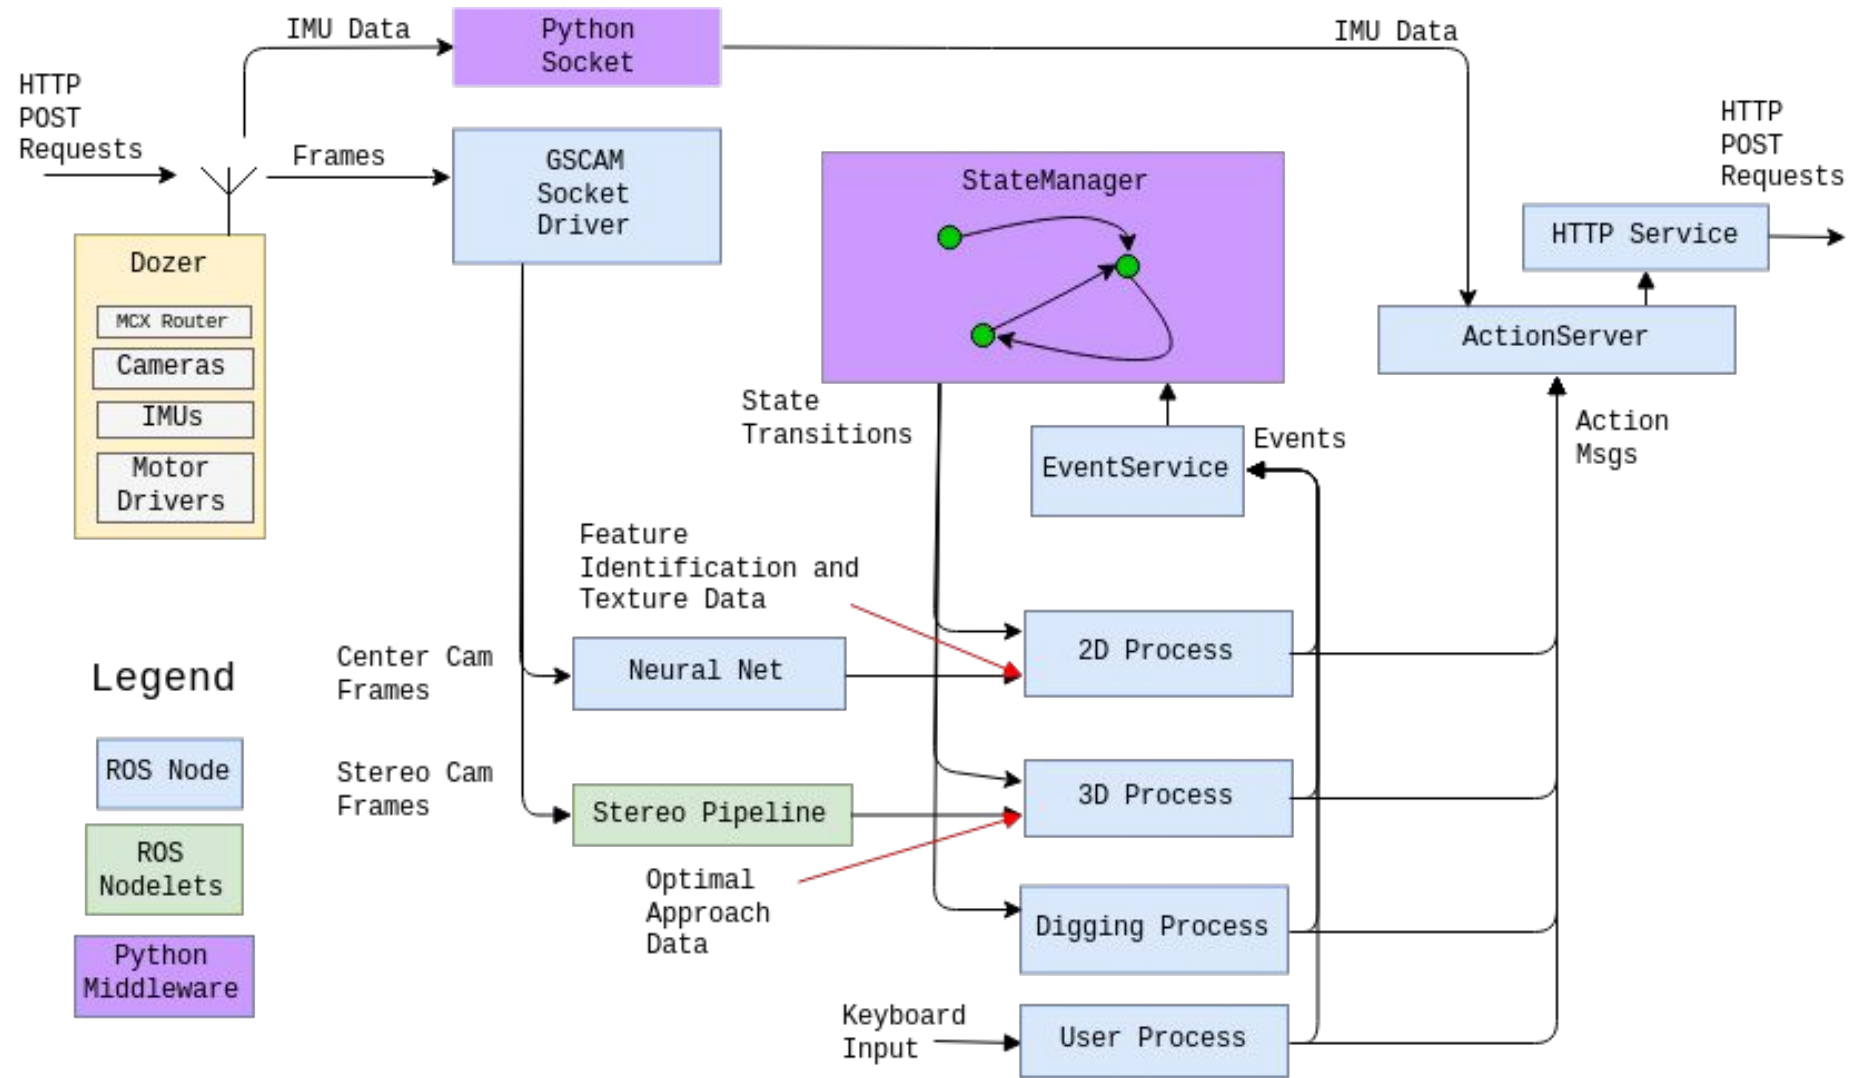 IMU Data
Python
Socket
IMU Data
HTTP
POST
Requests
Frames
GSCAM
Socket
Driver
StateManager
HTTP
POST
Requests
HTTP Service
ActionServer
Dozer
MCX Router
Cameras
IMUs
Motor
Drivers
State
Transitions
EventService
Events
Action
Msgs
Feature
Identification and
Texture Data
Center Cam
Frames
Neural Net
2D Process
Stereo Cam
Frames
Stereo Pipeline
3D Process
Optimal
Approach
Data
Digging Process
Keyboard
Input
User Process
Legend
ROS Node
ROS
Nodelets
Python
Middleware